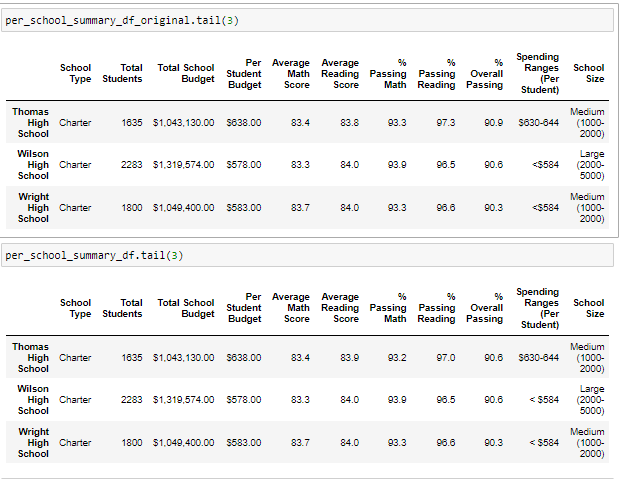 per_school_summary_df_original.tail(3)
School Type Total Students Total School Budget Per Student Budget Average Math Score Average Reading Score % Passing Math % Passing Reading % Overall Passing Spending Ranges (Per Student) School Size
Thomas High School Charter 1635 $1,043,130.00 $638.00 83.4 83.8 93.3 97.3 90.9 $630-644 Medium (1000-2000)
Wilson High School Charter 2283 $1,319,574.00 $578.00 83.3 84.0 93.9 96.5 90.6 <$584 Large (2000-5000)
Wright High School Charter 1800 $1,049,400.00 $583.00 83.7 84.0 93.3 96.6 90.3 <$584 Medium (1000-2000)
per_school_summary_df.tail(3)
School Type Total Students Total School Budget Per Student Budget Average Math Score Average Reading Score % Passing Math % Passing Reading % Overall Passing Spending Ranges (Per Student) School Size
Thomas High School Charter 1635 $1,043,130.00 $638.00 83.4 83.9 93.2 97.0 90.6 $630-644 Medium (1000-2000)
Wilson High School Charter 2283 $1,319,574.00 $578.00 83.3 84.0 93.9 96.5 90.6 < $584 Large (2000-5000)
Wright High School Charter 1800 $1,049,400.00 $583.00 83.7 84.0 93.3 96.6 90.3 < $584 Medium (1000-2000)